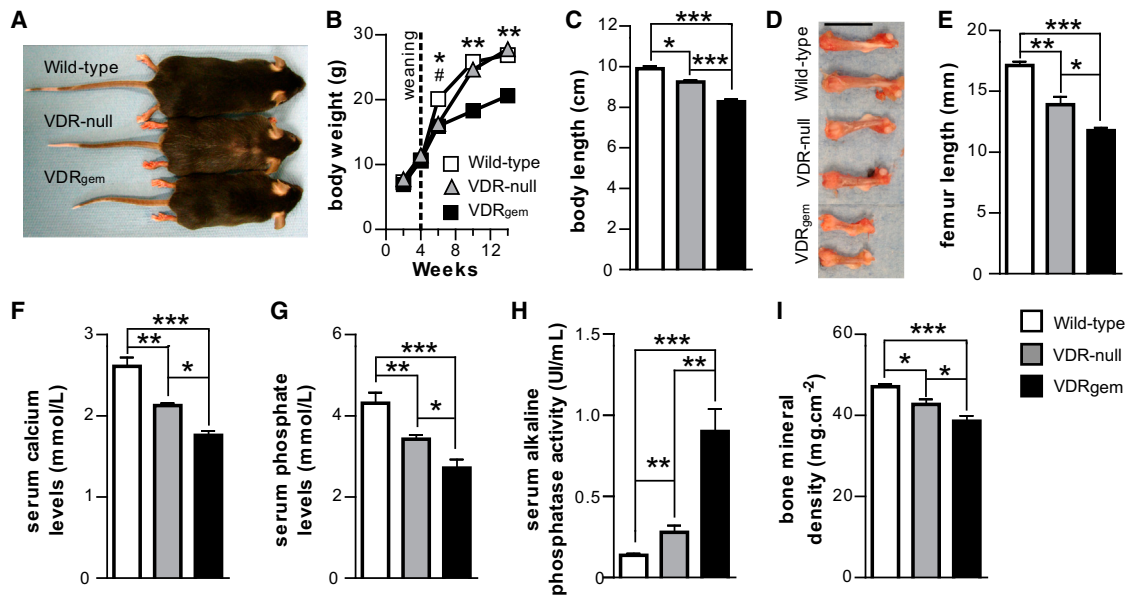 A
Wild-type
VDR-null
VDRgem
B
body weight (g)
30
20
10
0
weaning
*
#
**
**
Wild-type
VDR-null
VDRgem
0 4 8 12
Weeks
C
body length (cm)
12
10
8
6
4
2
0
***
*
***
D
Wild-type
VDR-null
VDRgem
E
femur length (mm)
20
15
10
5
0
***
**
*
F
serum calcium
levels (mmol/L)
3
2
1
0
***
**
*
G
serum phosphate
levels (mmol/L)
6
4
2
0
***
**
*
H
serum alkaline
phosphatase activity (UI/mL)
1.5
1.0
0.5
0
***
**
**
I
bone mineral
density (mg.cm-2)
60
40
20
0
***
*
*
Wild-type
VDR-null
VDRgem